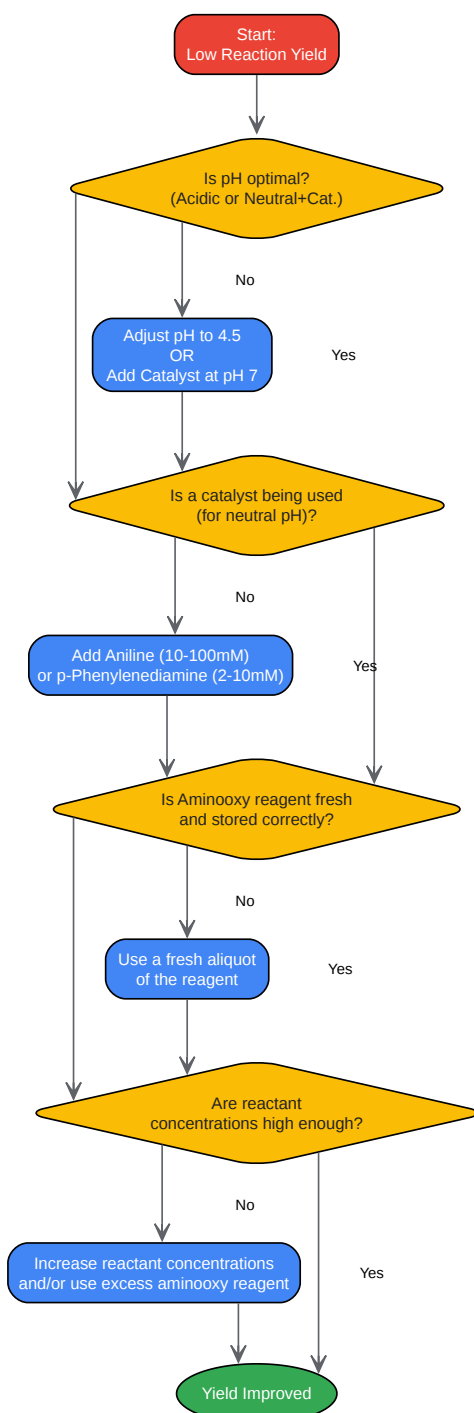 Start:
Low Reaction Yield
Is pH optimal?
(Acidic or Neutral+Cat.)
No
Adjust pH to 4.5
OR
Add Catalyst at pH 7
Yes
Is a catalyst being used
(for neutral pH)?
No
Add Aniline (10-100mM)
or p-Phenylenediamine (2-10mM)
Yes
Is Aminooxy reagent fresh
and stored correctly?
No
Use a fresh aliquot
of the reagent
Yes
Are reactant
concentrations high enough?
No
Increase reactant concentrations
and/or use excess aminooxy reagent
Yes
Yield Improved